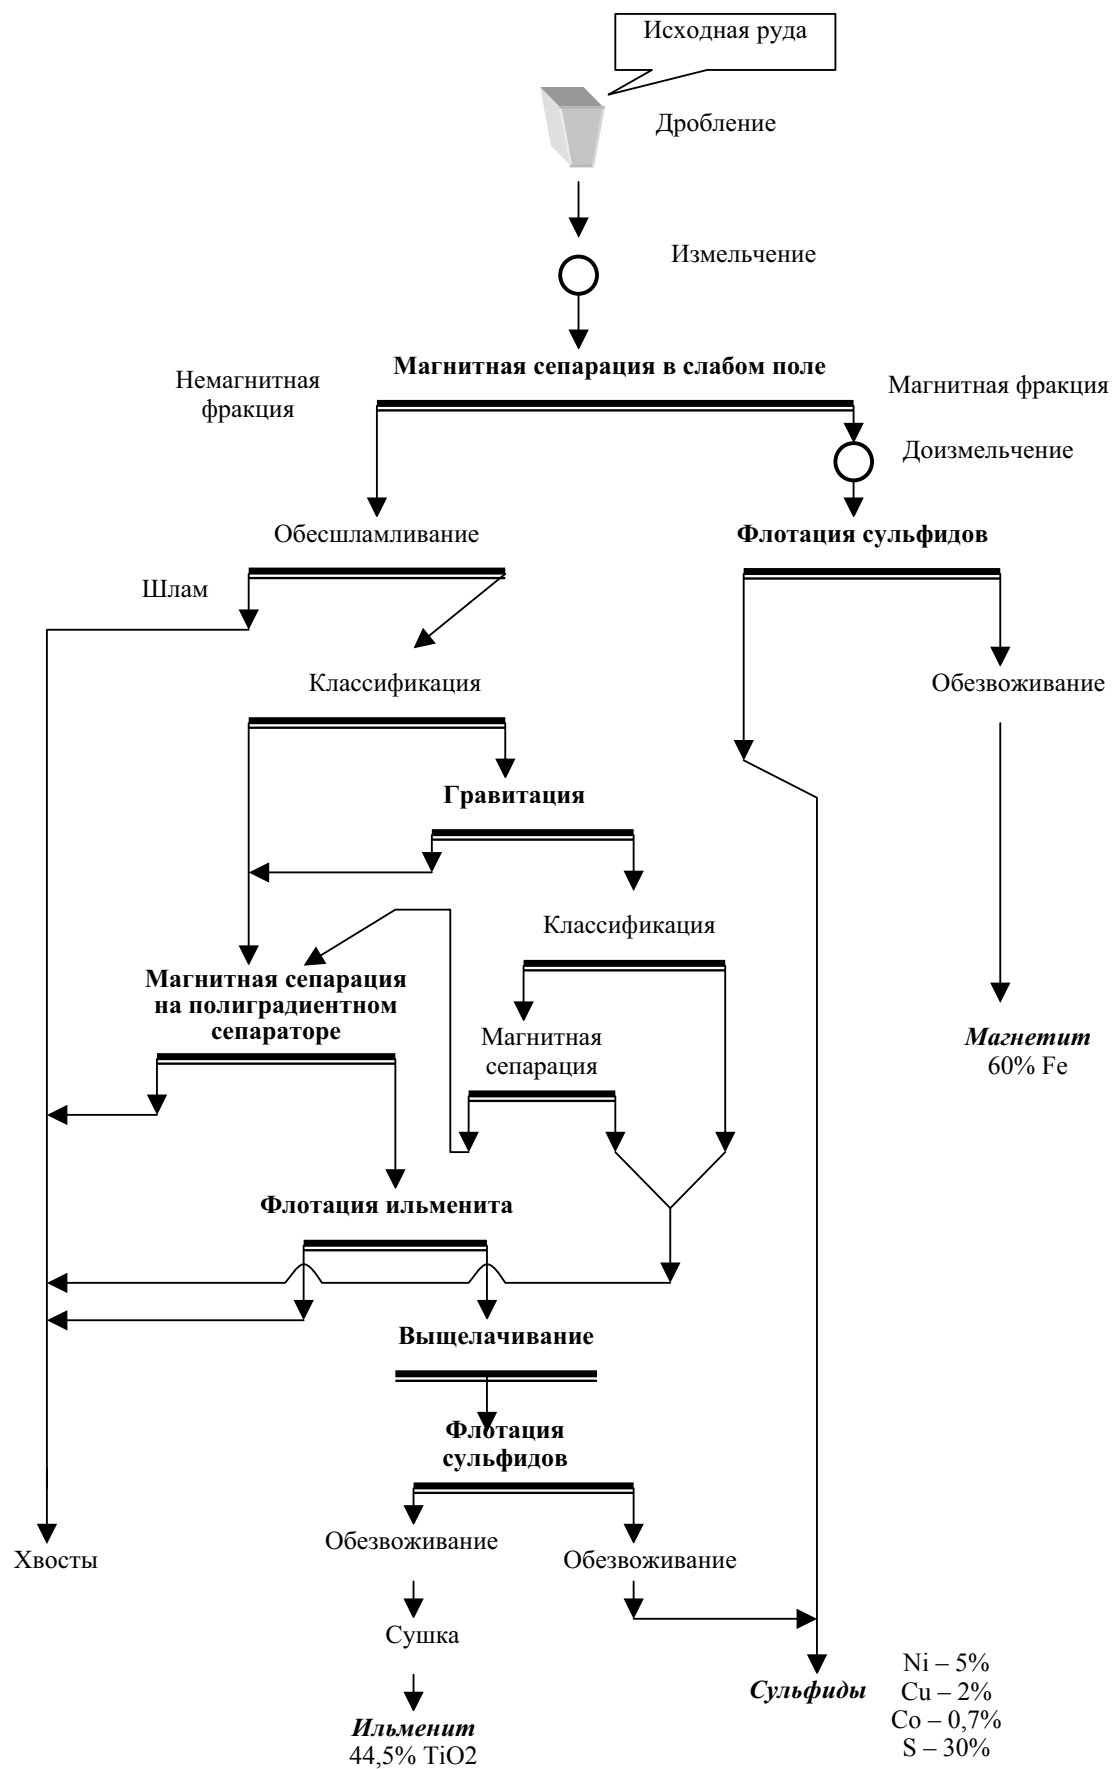 Исходная руда
Дробление
Измельчение
Магнитная сепарация в слабом поле
Немагнитная
фракция
Магнитная фракция
Доизмельчение
Обесшламливание
Флотация сульфидов
Шлам
Классификация
Обезвоживание
Гравитация
Классификация
Магнитная сепарация
на полиградиентном
сепараторе
Магнитная
сепарация
Магнетит
60% Fe
Флотация ильменита
Выщелачивание
Флотация
сульфидов
Обезвоживание
Обезвоживание
Хвосты
Сушка
Сульфиды
Ni – 5%
Cu – 2%
Co – 0,7%
S – 30%
Ильменит
44,5% TiO2